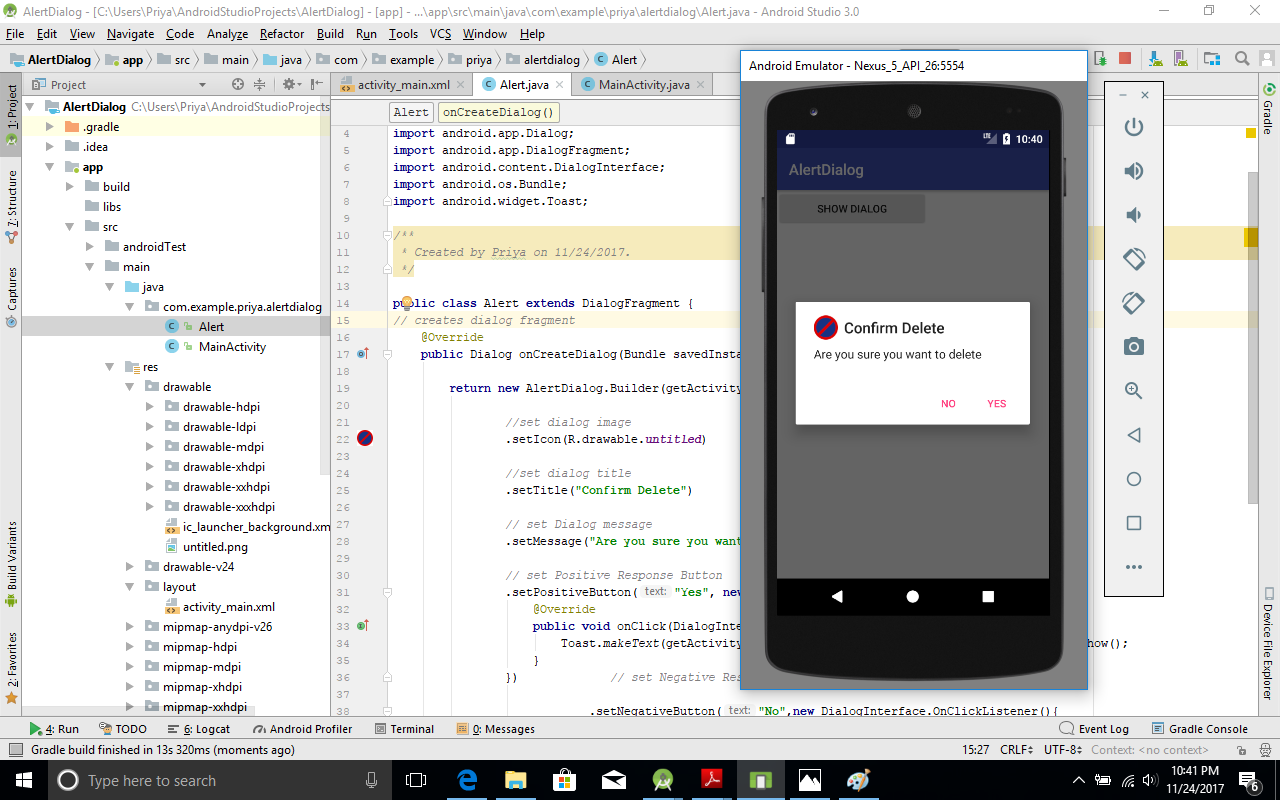 AlertDialog - [C:\Users\Priya\AndroidStudioProjects\AlertDialog] - [app] - ...\app\src\main\java\com\example\priya\alertdialog\Alert.java - Android Studio 3.0
File Edit View Navigate Code Analyze Refactor Build Run Tools VCS Window Help
AlertDialog app src main java com example priya alertdialog Alert
Project
activity_main.xml Alert.java MainActivity.java
Alert onCreateDialog()
1: Project
7: Structure
Captures
Build Variants
2: Favorites
AlertDialog C:\Users\Priya\AndroidStudioProjects
.gradle
.idea
app
build
libs
src
androidTest
main
java
com.example.priya.alertdialog
Alert
MainActivity
res
drawable
drawable-hdpi
drawable-ldpi
drawable-mdpi
drawable-xhdpi
drawable-xxhdpi
drawable-xxxhdpi
ic_launcher_background.xm
untitled.png
drawable-v24
layout
activity_main.xml
mipmap-anydpi-v26
mipmap-hdpi
mipmap-mdpi
mipmap-xhdpi
mipmap-xxhdpi
4 import android.app.Dialog;
5 import android.app.DialogFragment;
6 import android.content.DialogInterface;
7 import android.os.Bundle;
8 import android.widget.Toast;
9
10 /**
11 * Created by Priya on 11/24/2017.
12 */
13
14 public class Alert extends DialogFragment {
15 // creates dialog fragment
16 @Override
17 public Dialog onCreateDialog(Bundle savedInsta
18
19 return new AlertDialog.Builder(getActivity
20
21 //set dialog image
22 .setIcon(R.drawable.untitled)
23
24 //set dialog title
25 .setTitle("Confirm Delete")
26
27 // set Dialog message
28 .setMessage("Are you sure you want
29
30 // set Positive Response Button
31 .setPositiveButton( text: "Yes", new
32 @Override
33 public void onClick(DialogInte
34 Toast.makeText(getActivity how();
35 }
36 }) // set Negative Res
37
38 .setNegativeButton( text: "No",new DialogInterface.OnClickListener(){
Android Emulator - Nexus_5_API_26:5554
LTE 10:40
AlertDialog
SHOW DIALOG
Confirm Delete
Are you sure you want to delete
NO YES
Gradle
Device File Explorer
4: Run TODO 6: Logcat Android Profiler Terminal 0: Messages Event Log Gradle Console
Gradle build finished in 13s 320ms (moments ago) 15:27 CRLF UTF-8 Context: <no context>
Type here to search
10:41 PM
11/24/2017
6